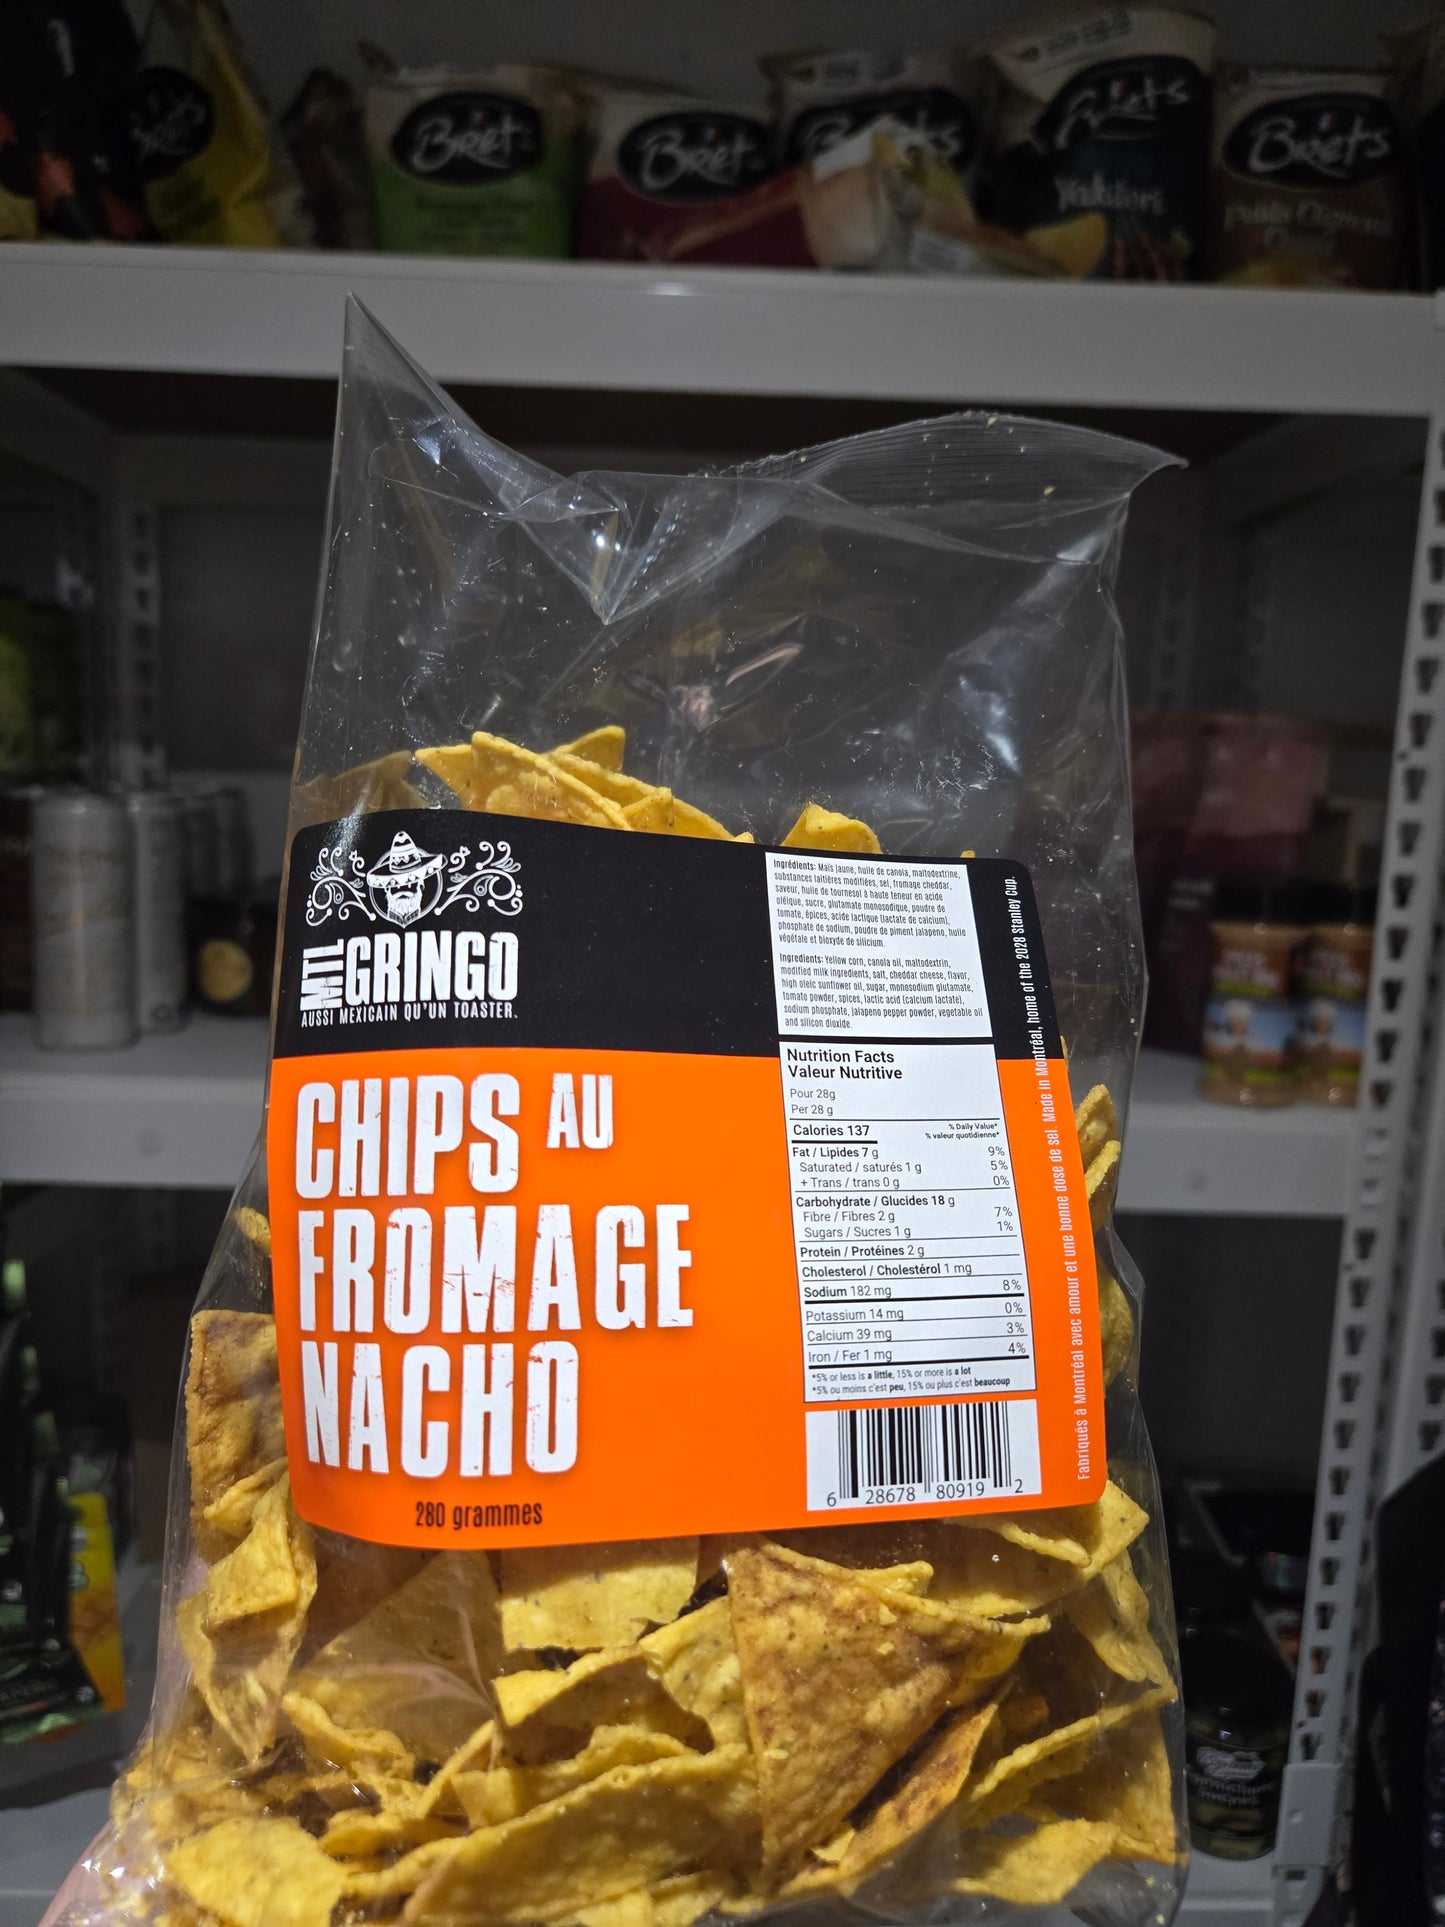 Bret's
Bret's
Bret's
Bret's
Bret's
Yakitori
MTL
GRINGO
AUSSI MEXICAIN QU'UN TOASTER.
CHIPS AU
FROMAGE
NACHO
280 grammes
Ingrédients: Maïs jaune, huile de canola, maltodextrine,
substances laitières modifiées, sel, fromage cheddar,
saveur, huile de tournesol à haute teneur en acide
oléique, sucre, glutamate monosodique, poudre de
tomate, épices, acide lactique (lactate de calcium),
phosphate de sodium, poudre de piment jalapeno, huile
végétale et bioxyde de silicium.
Ingredients: Yellow corn, canola oil, maltodextrin,
modified milk ingredients, salt, cheddar cheese, flavor,
high oleic sunflower oil, sugar, monosodium glutamate,
tomato powder, spices, lactic acid (calcium lactate),
sodium phosphate, jalapeno pepper powder, vegetable oil
and silicon dioxide.
Nutrition Facts
Valeur Nutritive
Pour 28g
Per 28 g
Calories 137
% Daily Value*
% valeur quotidienne*
Fat / Lipides 7 g 9%
Saturated / saturés 1 g 5%
+ Trans / trans 0 g 0%
Carbohydrate / Glucides 18 g
Fibre / Fibres 2 g 7%
Sugars / Sucres 1 g 1%
Protein / Protéines 2 g
Cholesterol / Cholestérol 1 mg
Sodium 182 mg 8%
Potassium 14 mg 0%
Calcium 39 mg 3%
Iron / Fer 1 mg 4%
*5% or less is a little, 15% or more is a lot
*5% ou moins c'est peu, 15% ou plus c'est beaucoup
6 28678 80919 2
Fabriqués à Montréal avec amour et une bonne dose de sel. Made in Montréal, home of the 2028 Stanley Cup.